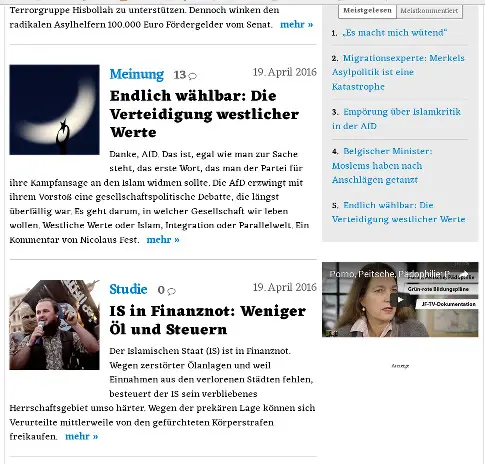 Terrorgruppe Hisbollah zu unterstützen. Dennoch winken den
radikalen Asylhelfern 100.000 Euro Fördergelder vom Senat. mehr »
Meinung 13 19. April 2016
Endlich wählbar: Die
Verteidigung westlicher
Werte
Danke, AfD. Das ist, egal wie man zur Sache
steht, das erste Wort, das man der Partei für
ihre Kampfansage an den Islam widmen sollte. Die AfD erzwingt mit
ihrem Vorstoß eine gesellschaftspolitische Debatte, die längst
überfällig war. Es geht darum, in welcher Gesellschaft wir leben
wollen. Westliche Werte oder Islam, Integration oder Parallelwelt. Ein
Kommentar von Nicolaus Fest. mehr »
Studie 0 19. April 2016
IS in Finanznot: Weniger
Öl und Steuern
Der Islamischen Staat (IS) ist in Finanznot.
Wegen zerstörter Ölanlagen und weil
Einnahmen aus den verlorenen Städten fehlen,
besteuert der IS sein verbliebenes
Herrschaftsgebiet umso härter. Wegen der prekären Lage können sich
Verurteilte mittlerweile von den gefürchteten Körperstrafen
freikaufen. mehr »
Meistgelesen Meistkommentiert
1. „Es macht mich wütend“
2. Migrationsexperte: Merkels
Asylpolitik ist eine
Katastrophe
3. Empörung über Islamkritik
in der AfD
4. Belgischer Minister:
Moslems haben nach
Anschlägen getanzt
5. Endlich wählbar: Die
Verteidigung westlicher Werte
Porno, Peitsche, Pädophilie: P
Grün-rote Bildungspläne
JF-TV-Dokumentation
Anzeige